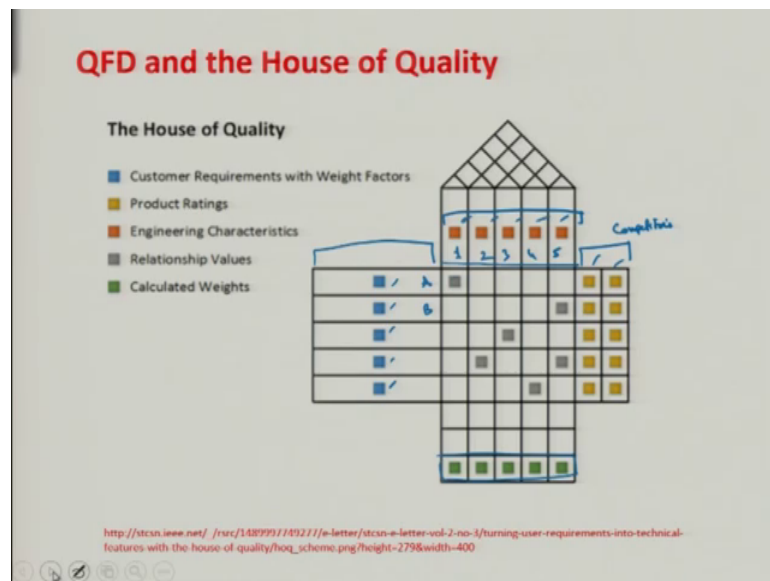 QFD and the House of Quality
The House of Quality
Customer Requirements with Weight Factors
Product Ratings
Engineering Characteristics
Relationship Values
Calculated Weights
1 2 3 4 5
A
B
http://stcsn.ieee.net/_/rsrc/1489997749277/e-letter/stcsn-e-letter-vol-2-no-3/turning-user-requirements-into-technical-
features-with-the-house-of-quality/hoq_scheme.png?height=279&width=400